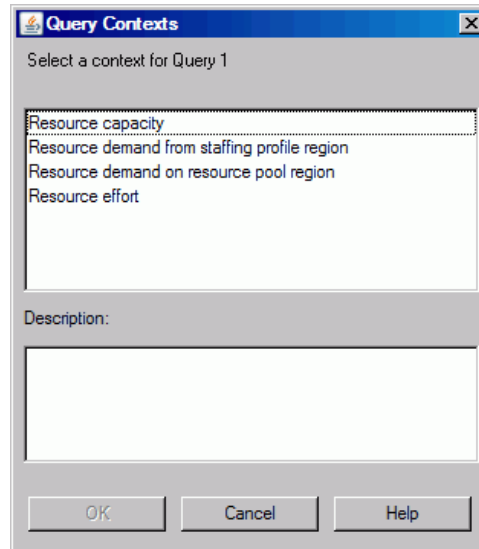 Query Contexts
Select a context for Query 1
Resource capacity
Resource demand from staffing profile region
Resource demand on resource pool region
Resource effort
Description:
OK
Cancel
Help